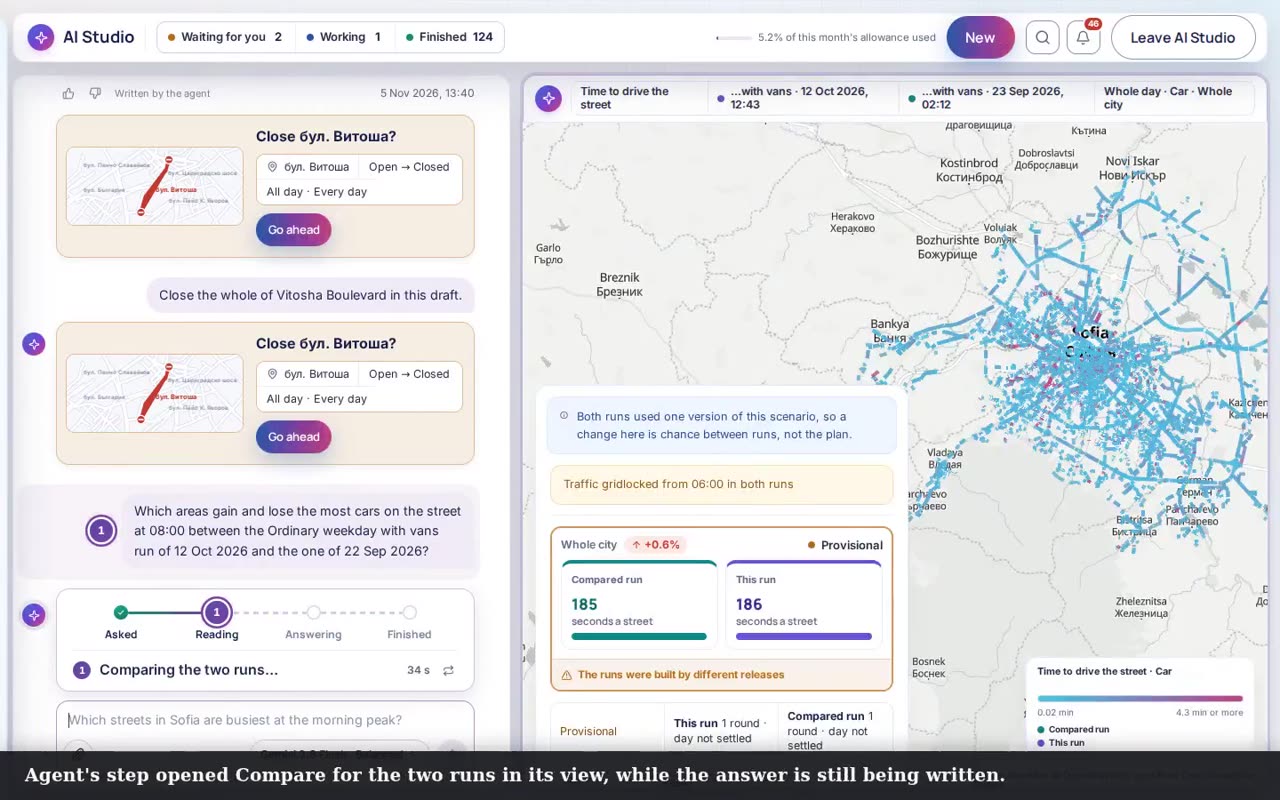 AI Studio
Waiting for you 2
Working 1
Finished 124
5.2% of this month's allowance used
New
46
Leave AI Studio
Written by the agent
5 Nov 2026, 13:40
Close бул. Витоша?
бул. Витоша
Open → Closed
All day · Every day
Go ahead
бул. България
бул. Витоша
Close the whole of Vitosha Boulevard in this draft.
Close бул. Витоша?
бул. Витоша
Open → Closed
All day · Every day
Go ahead
бул. България
бул. Витоша
1
Which areas gain and lose the most cars on the street
at 08:00 between the Ordinary weekday with vans
run of 12 Oct 2026 and the one of 22 Sep 2026?
1
Asked
Reading
Answering
Finished
1
Comparing the two runs...
34 s
Which streets in Sofia are busiest at the morning peak?
Time to drive the
street
...with vans · 12 Oct 2026,
12:43
...with vans · 23 Sep 2026,
02:12
Whole day · Car · Whole
city
Драговищица
Кътина
Kostinbrod
Костинброд
Dobroslavtsi
Доброславци
Novi Iskar
Нови Искър
Herakovo
Хераково
Voluiak
Волуяк
Garlo
Гърло
Bozhurishte
Божурище
Breznik
Брезник
Bankya
Банкя
Sofia
Vladaya
Владая
German
Герман
Pancharevo
Панчарево
Bistritsa
Бистрица
Zheleznitsa
Железница
Bosnek
Боснек
Both runs used one version of this scenario, so a
change here is chance between runs, not the plan.
Traffic gridlocked from 06:00 in both runs
Whole city
↑ +0.6%
Provisional
Compared run
185
seconds a street
This run
186
seconds a street
The runs were built by different releases
Provisional
This run 1 round ·
day not settled
Compared run 1
round · day not
settled
Time to drive the street · Car
0.02 min
4.3 min or more
Compared run
This run
Agent's step opened Compare for the two runs in its view, while the answer is still being written.